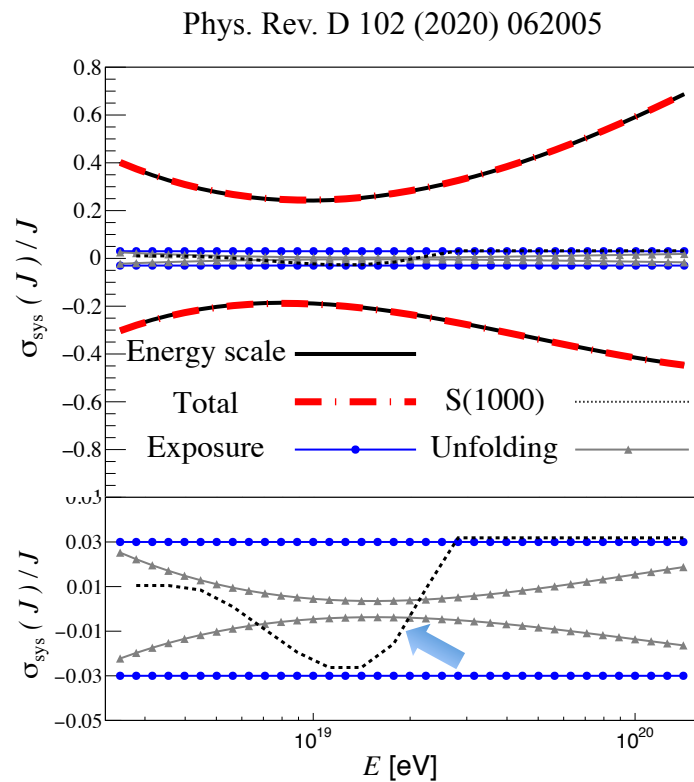 Phys. Rev. D 102 (2020) 062005
0.8
0.6
0.4
0.2
0
−0.2
−0.4
−0.6
−0.8
σsys ( J ) / J
Energy scale
Total S(1000)
Exposure Unfolding
0.05
0.03
0.01
−0.01
−0.03
−0.05
σsys ( J ) / J
10^19 10^20
E [eV]